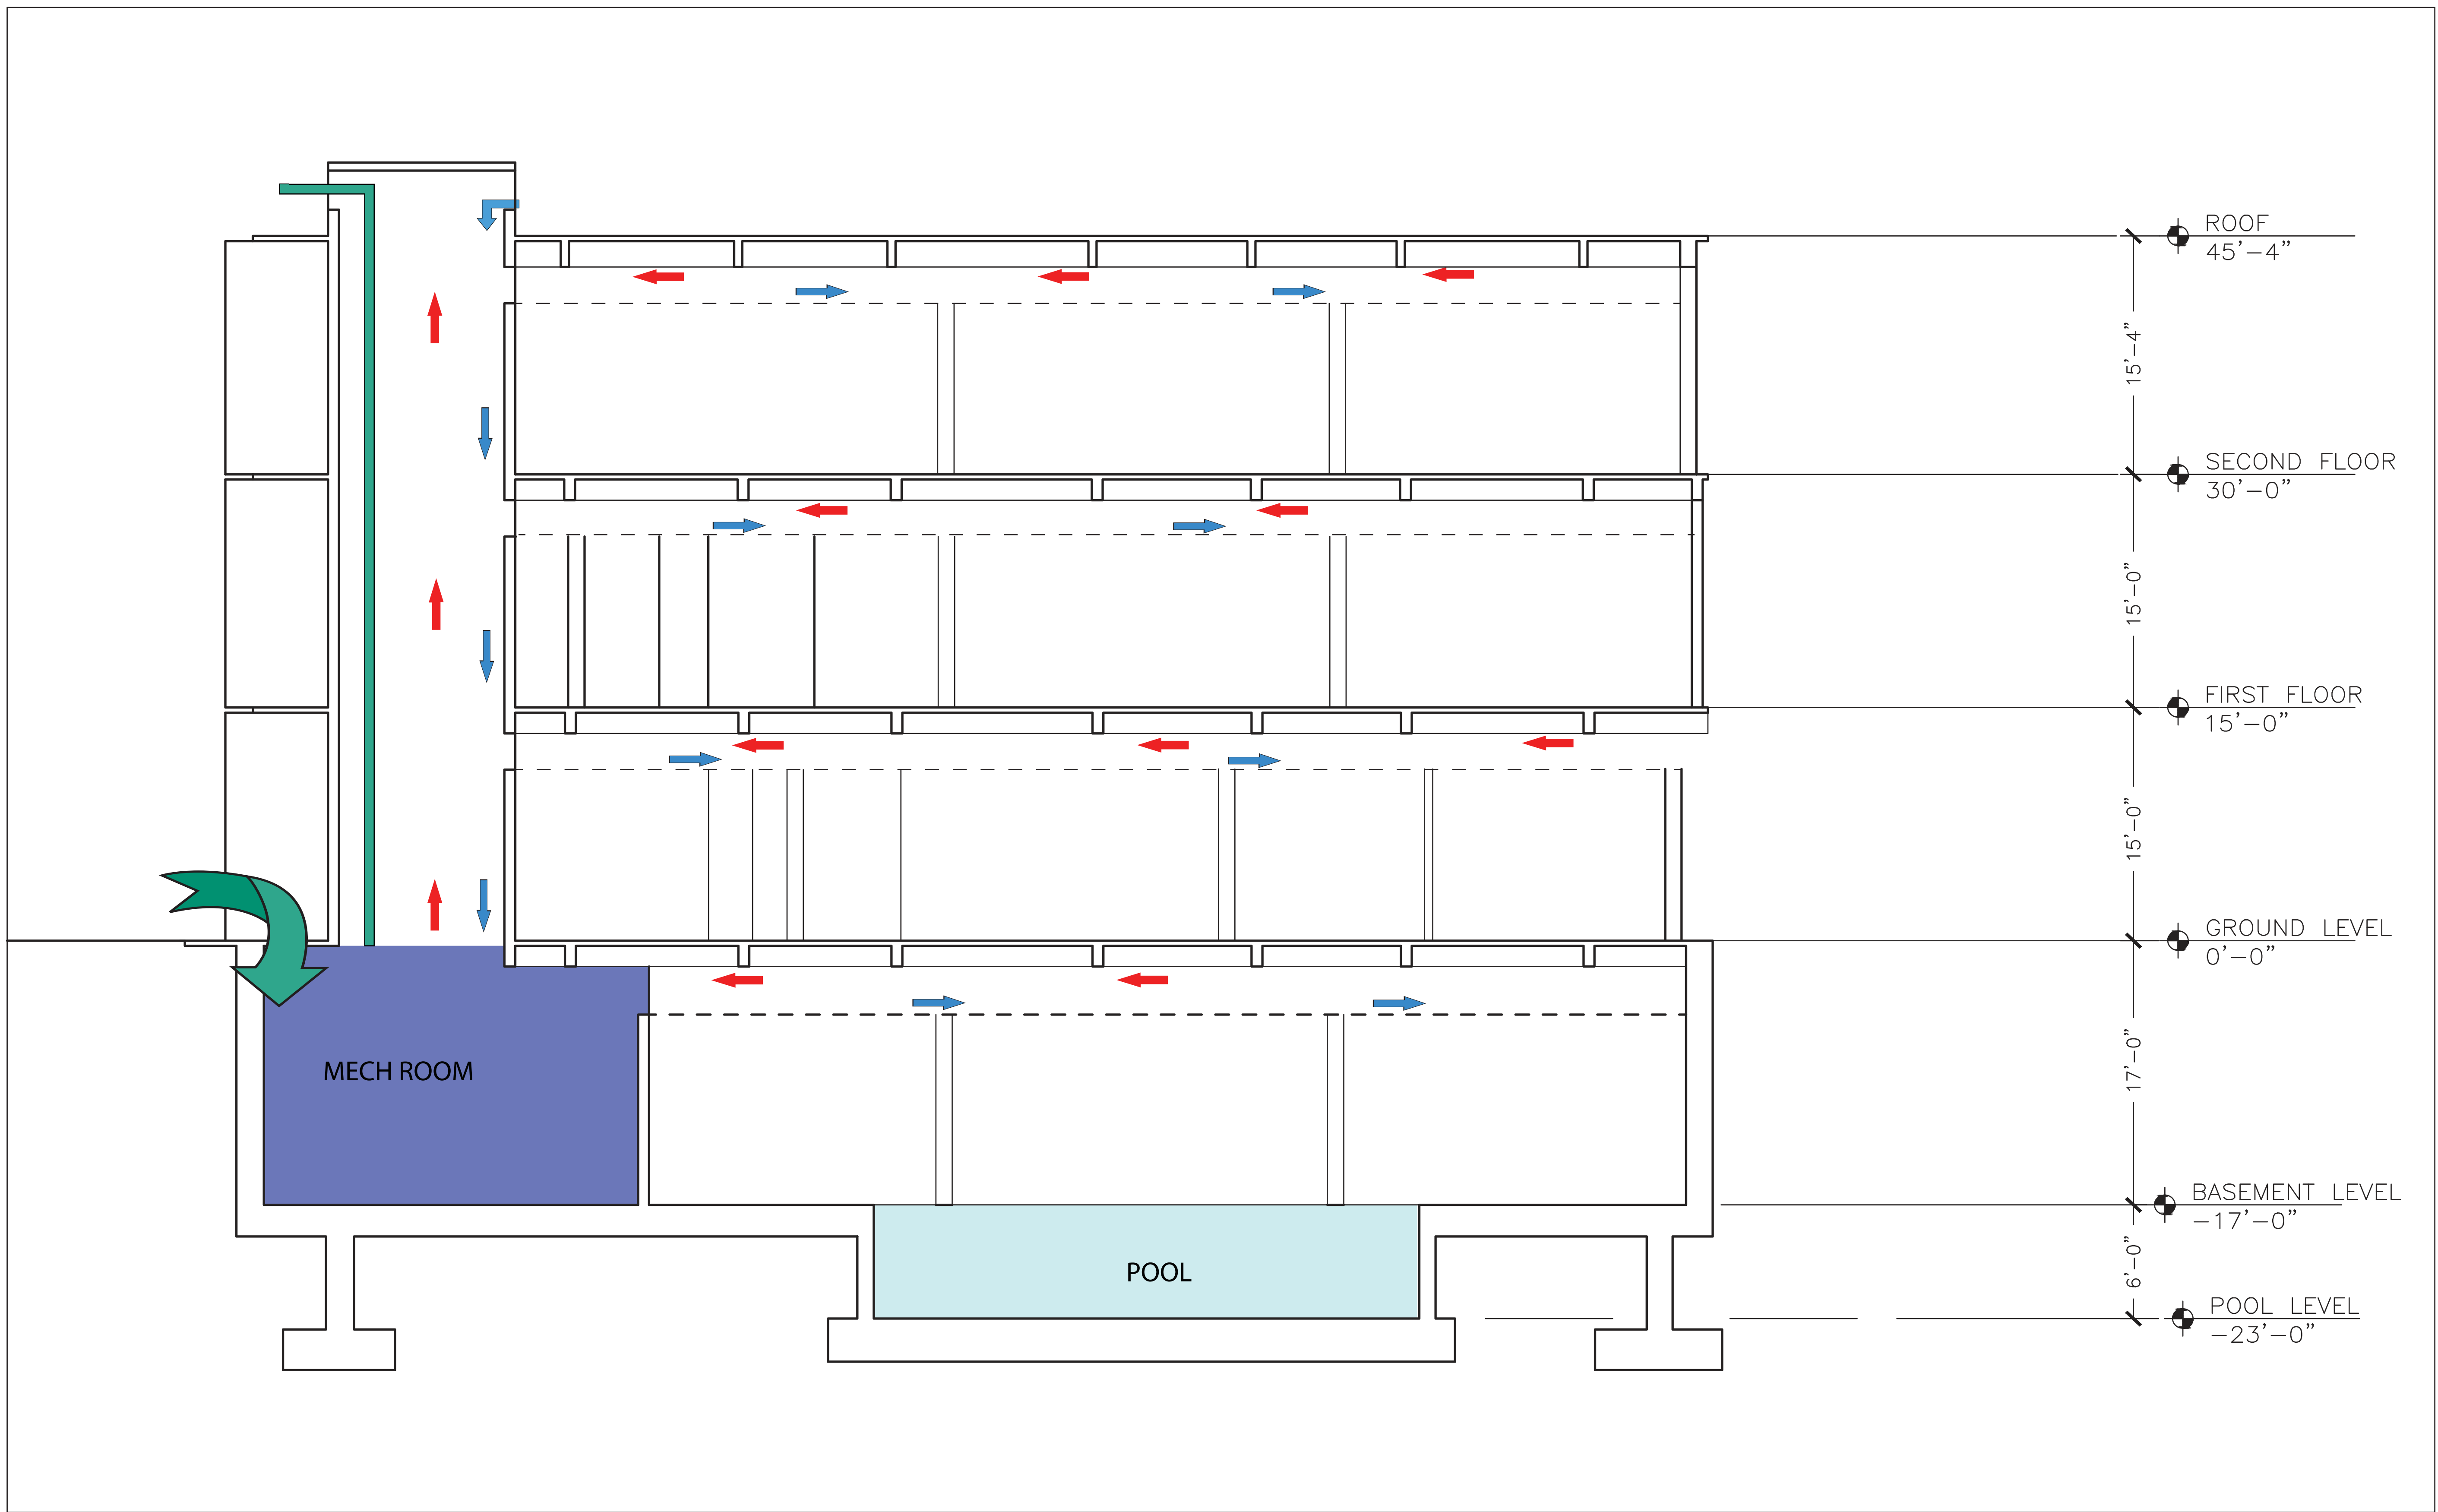 ROOF
45’-4”
15’-4”
SECOND FLOOR
30’-0”
15’-0”
FIRST FLOOR
15’-0”
15’-0”
GROUND LEVEL
0’-0”
17’-0”
MECH ROOM
BASEMENT LEVEL
-17’-0”
6’-0”
POOL
POOL LEVEL
-23’-0”